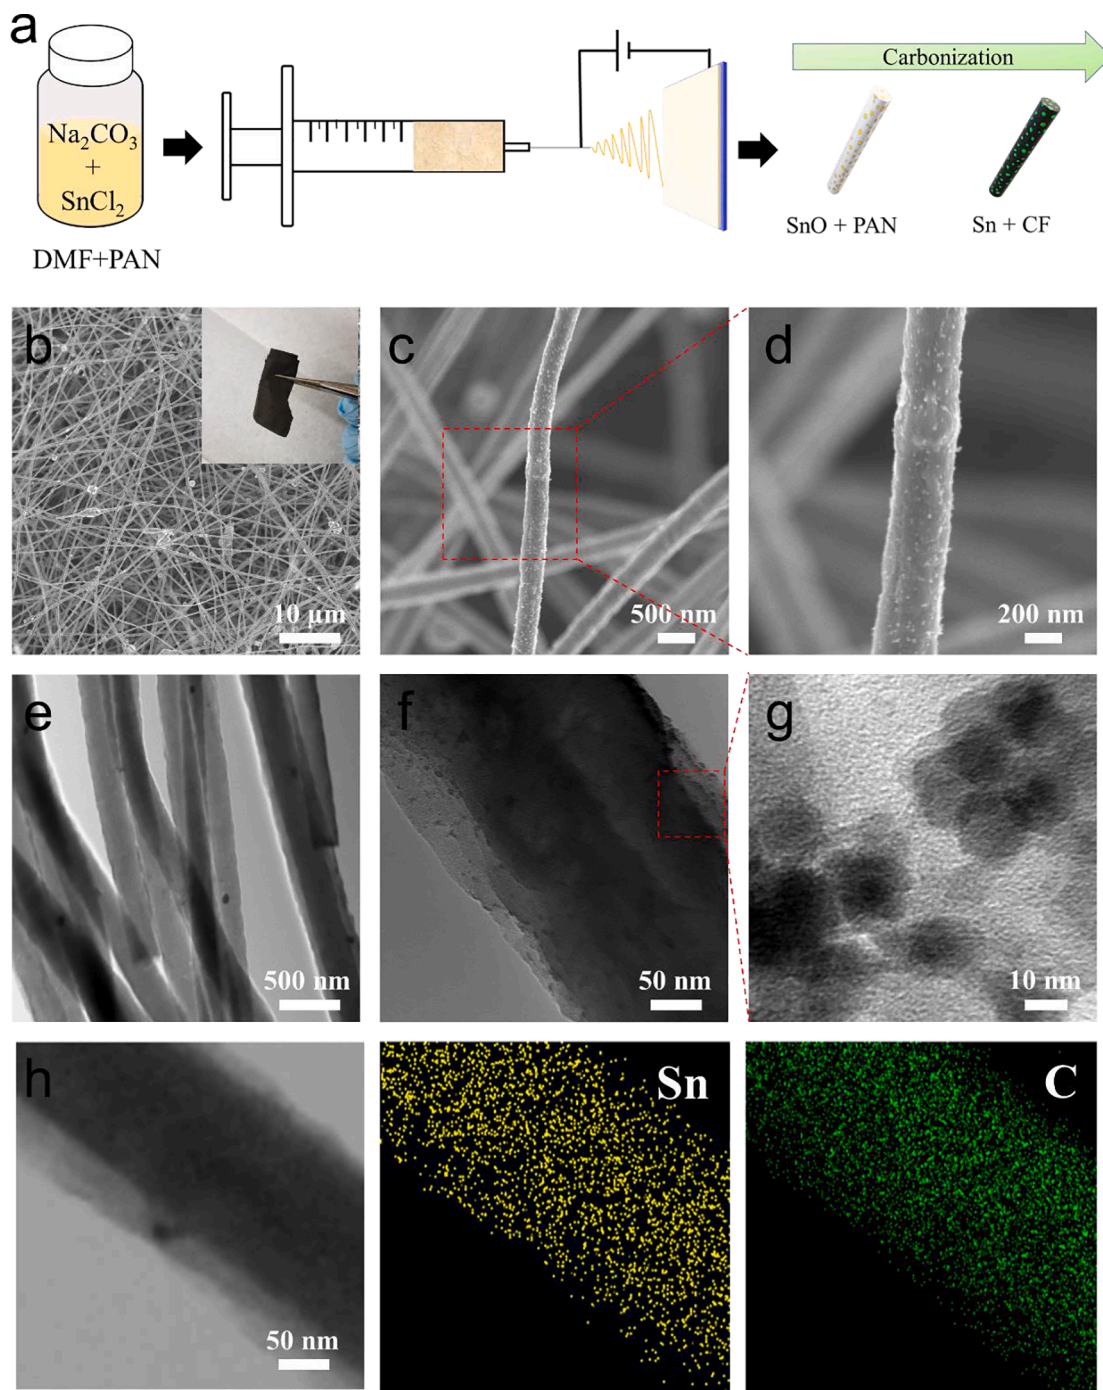 a
Carbonization
Na₂CO₃
+
SnCl₂
DMF+PAN
SnO + PAN
Sn + CF
b
10 μm
c
500 nm
d
200 nm
e
500 nm
f
50 nm
g
10 nm
h
50 nm
Sn
C